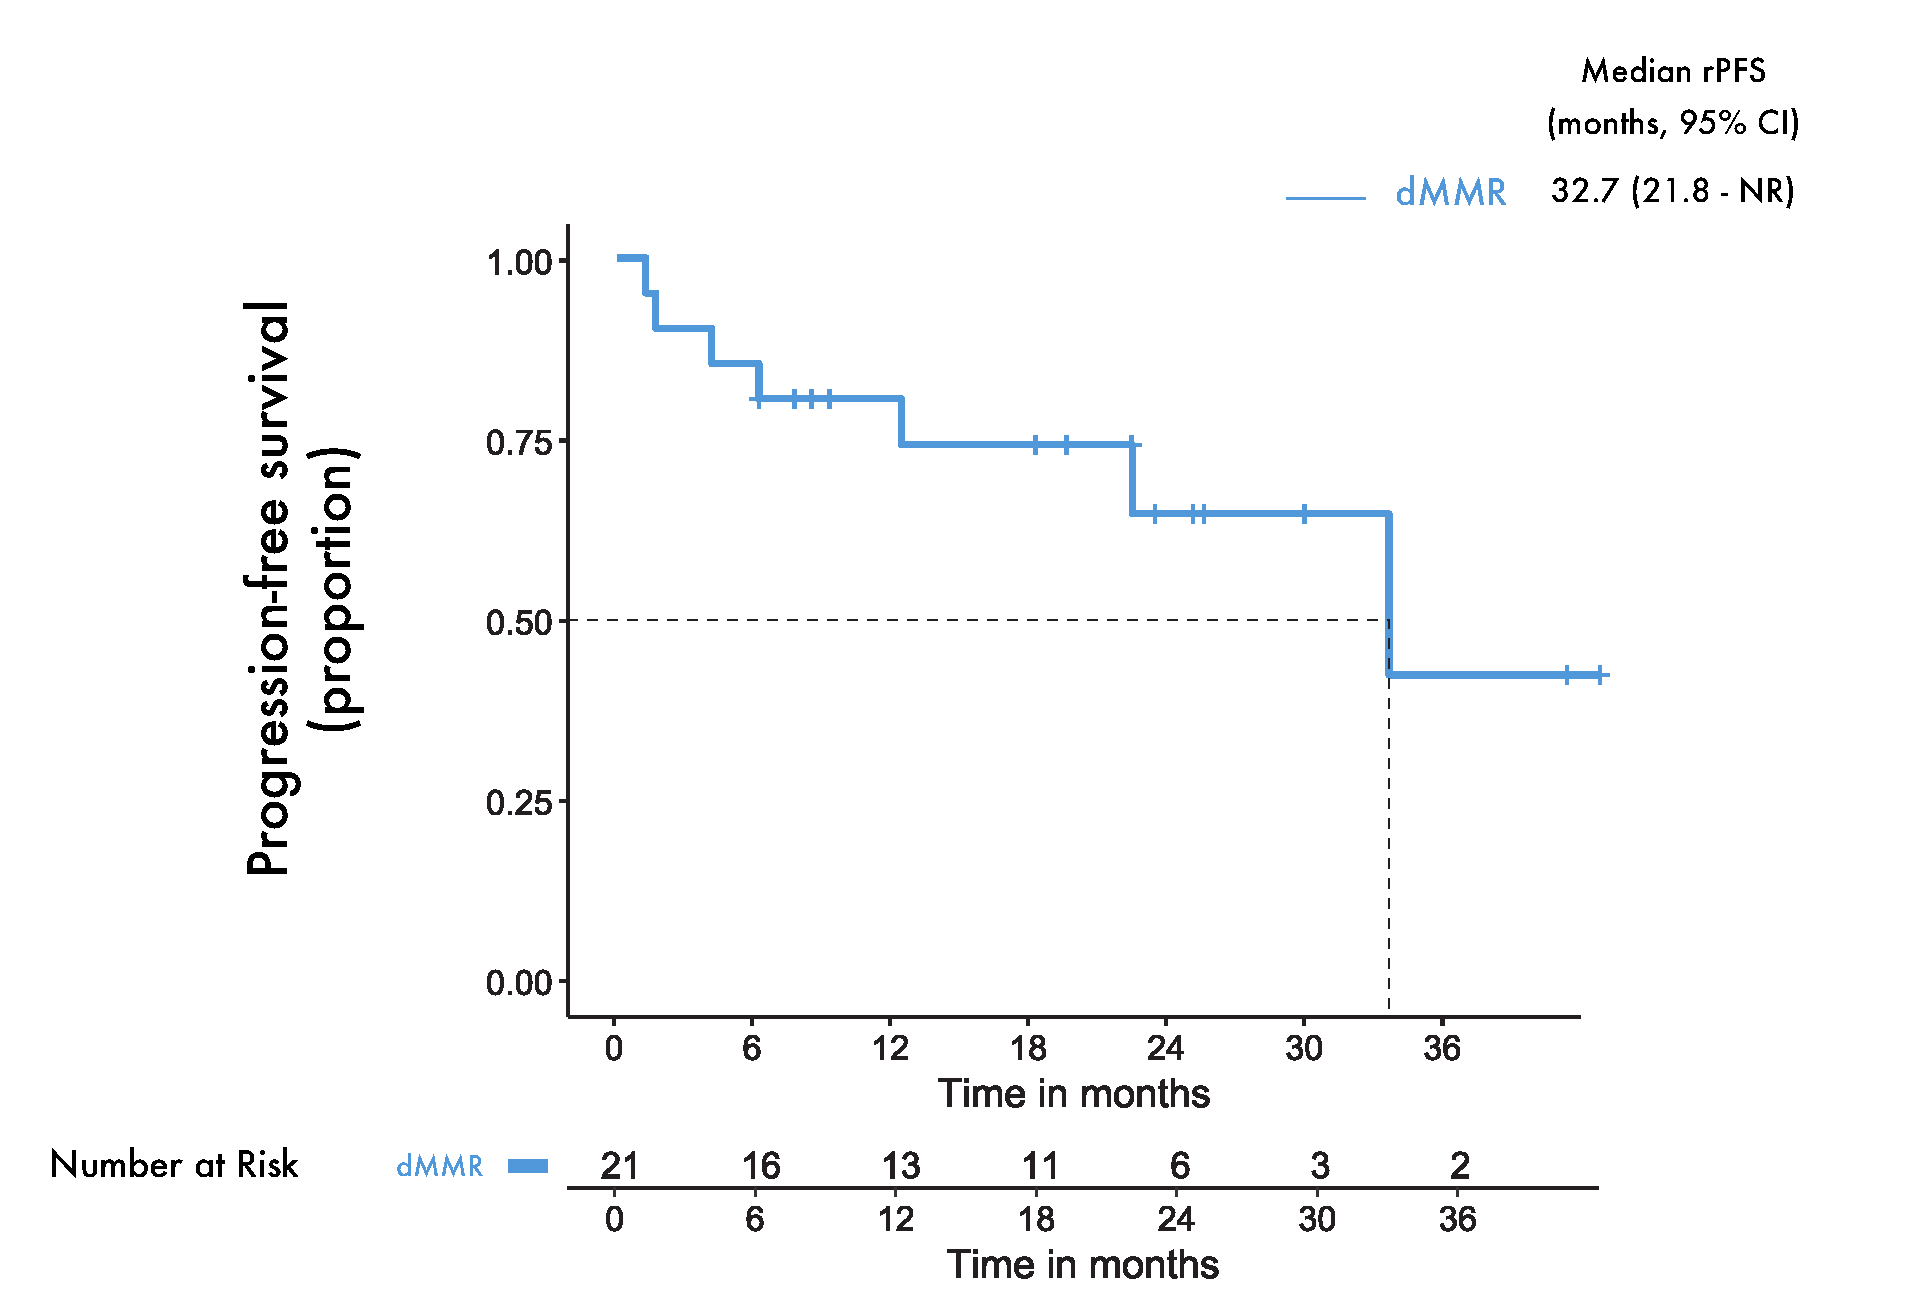 Median rPFS
(months, 95% CI)
dMMR 32.7 (21.8 - NR)
Progression-free survival
(proportion)
1.00
0.75
0.50
0.25
0.00
0 6 12 18 24 30 36
Time in months
Number at Risk dMMR 21 16 13 11 6 3 2
0 6 12 18 24 30 36
Time in months